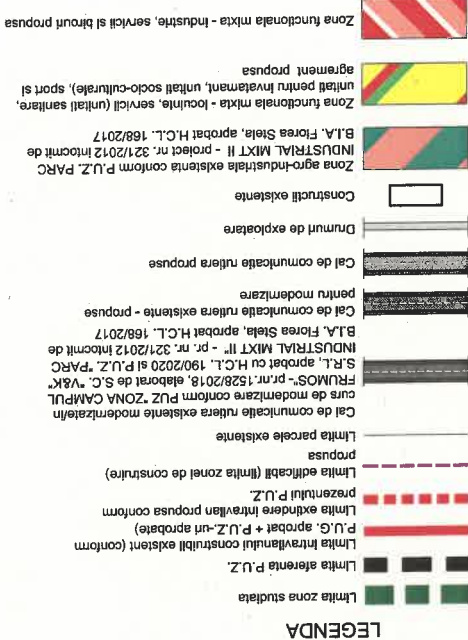 LEGENDA
Limita zona studiata
Limita aferenta P.U.Z.
Limita intravilanului construibil existent (conform
P.U.G. aprobat + P.U.Z.-uri aprobate)
Limita extindere intravilan propusa conform
prezentului P.U.Z.
Limita edificabil (limita zonei de construire)
propusa
Limita parcele existente
Cai de comunicatie rutiera existente modernizate/in
curs de modernizare conform PUZ "ZONA CAMPUL
FRUMOS"- pr.nr.1528/2018, elaborat de S.C. "V&K"
S.R.L, aprobat cu H.C.L. 190/2020 si P.U.Z. "PARC
INDUSTRIAL MIXT II" - pr. nr. 321/2012 intocmit de
B.I.A. Florea Stela, aprobat H.C.L. 168/2017
Cai de comunicatie rutiera existente - propuse
pentru modernizare
Cai de comunicatie rutiera propuse
Drumuri de exploatare
Constructii existente
Zona agro-industriala existenta conform P.U.Z. PARC
INDUSTRIAL MIXT II - proiect nr. 321/2012 intocmit de
B.I.A. Florea Stela, aprobat H.C.L. 168/2017
Zona functionala mixta - locuinte, servicii (unitati sanitare,
unitati pentru invatamant, unitati socio-culturale), sport si
agrement propusa
Zona functionala mixta - industrie, servicii si birouri propusa